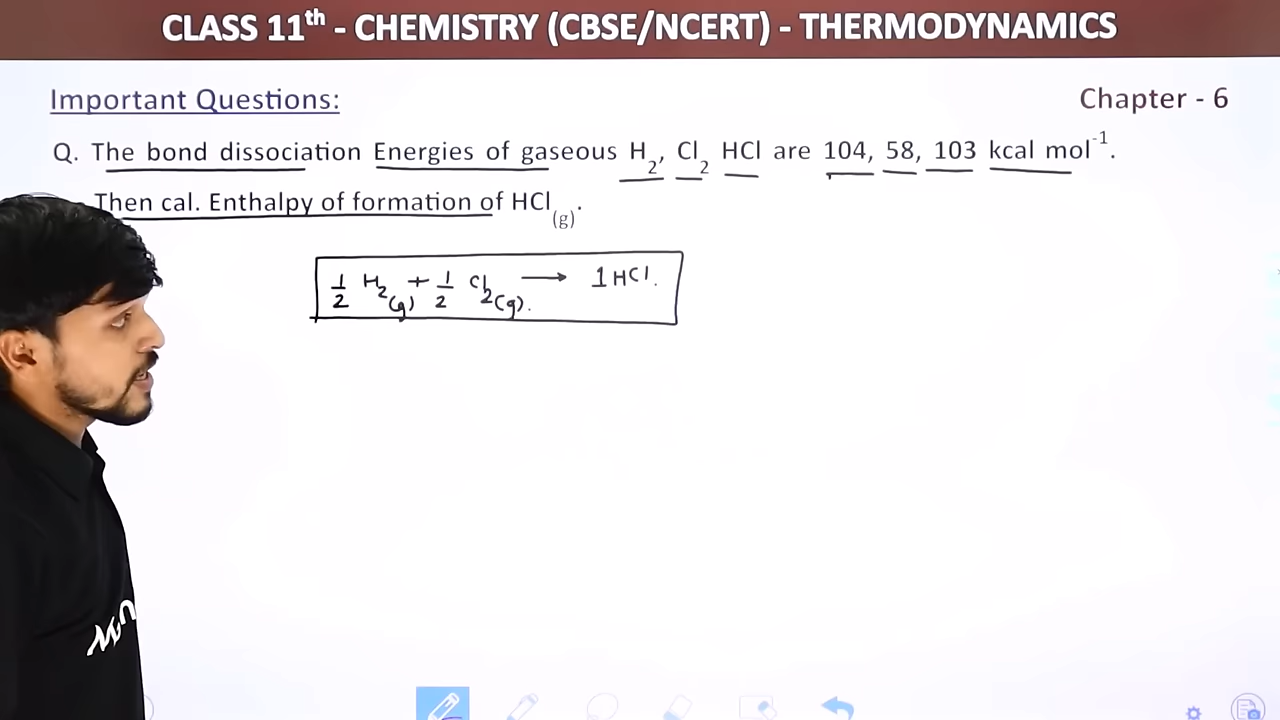 CLASS 11th - CHEMISTRY (CBSE/NCERT) - THERMODYNAMICS
Important Questions:
Chapter - 6
Q. The bond dissociation Energies of gaseous H2, Cl2 HCl are 104, 58, 103 kcal mol-1.
Then cal. Enthalpy of formation of HCl(g).
1/2 H2(g) + 1/2 Cl2(g). ⟶ 1HCl.